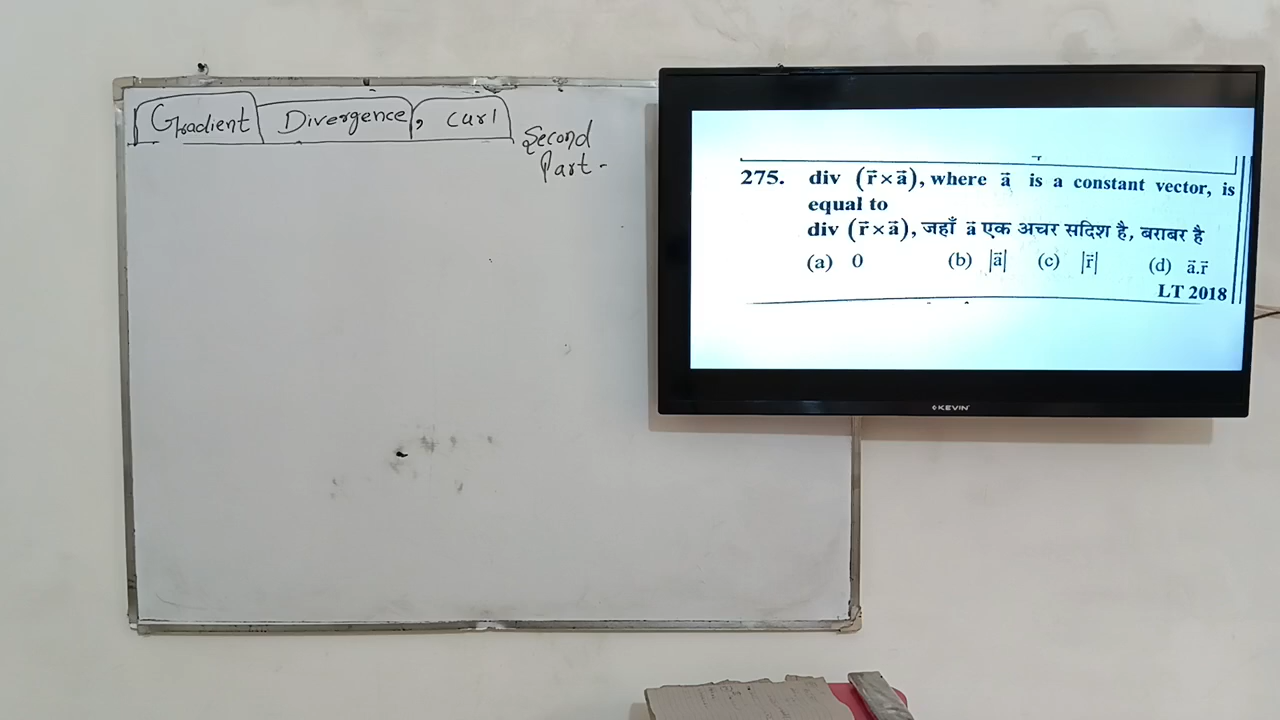 Gradient Divergence, curl
Second
Part -
275. div (r⃗×a⃗), where a⃗ is a constant vector, is
equal to
div (r⃗×a⃗), जहाँ a⃗ एक अचर सदिश है, बराबर है
(a) 0 (b) |a⃗| (c) |r⃗| (d) a⃗.r⃗
LT 2018
KEVIN